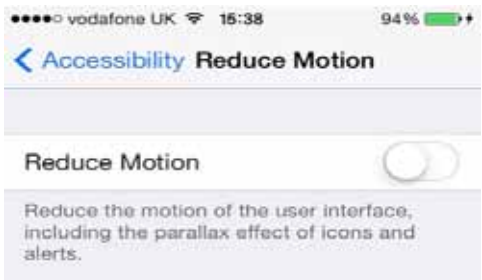 vodafone UK 15:38 94%
Accessibility Reduce Motion
Reduce Motion
Reduce the motion of the user interface,
including the parallax effect of icons and
alerts.